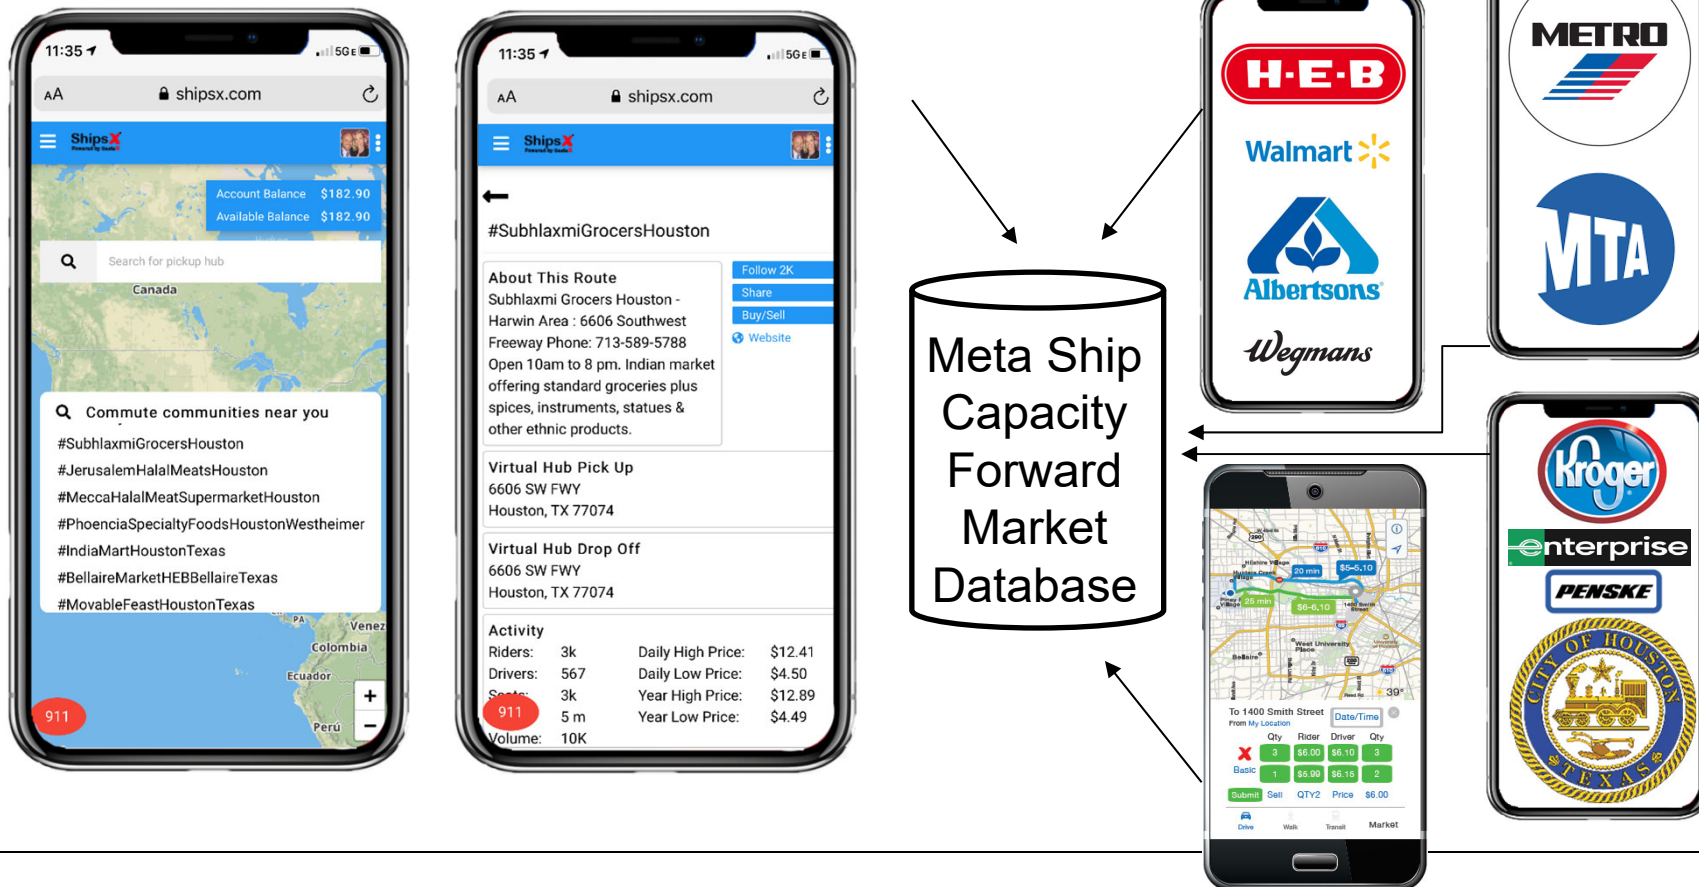 11:35
5G E
AA
shipsx.com
ShipsX
Account Balance $182.90
Available Balance $182.90
Search for pickup hub
Canada
Commute communities near you
#SubhlaxmiGrocersHouston
#JerusalemHalalMeatsHouston
#MeccaHalalMeatSupermarketHouston
#PhoenciaSpecialtyFoodsHoustonWestheimer
#IndiaMartHoustonTexas
#BellaireMarketHEBBellaireTexas
#MovableFeastHoustonTexas
PA
Venez
Colombia
Ecuador
Perú
911
+
−
11:35
5G E
AA
shipsx.com
ShipsX
#SubhlaxmiGrocersHouston
About This Route
Subhlaxmi Grocers Houston -
Harwin Area : 6606 Southwest
Freeway Phone: 713-589-5788
Open 10am to 8 pm. Indian market
offering standard groceries plus
spices, instruments, statues &
other ethnic products.
Follow 2K
Share
Buy/Sell
Website
Virtual Hub Pick Up
6606 SW FWY
Houston, TX 77074
Virtual Hub Drop Off
6606 SW FWY
Houston, TX 77074
Activity
Riders: 3k Daily High Price: $12.41
Drivers: 567 Daily Low Price: $4.50
3k Year High Price: $12.89
5 m Year Low Price: $4.49
Volume: 10K
911
Meta Ship
Capacity
Forward
Market
Database
H-E-B
Walmart
Albertsons
Wegmans
METRO
MTA
Kroger
enterprise
PENSKE
CITY OF HOUSTON
TEXAS
290
610
20 min
$5-5.10
25 min
$6-6.10
1400 Smith
Street
West University
Place
Bellaire
39°
To 1400 Smith Street
From My Location
Date/Time
Qty Rider Driver Qty
X 3 $6.00 $6.10 3
Basic 1 $5.99 $6.15 2
Submit Sell QTY2 Price $6.00
Drive Walk Transit Market